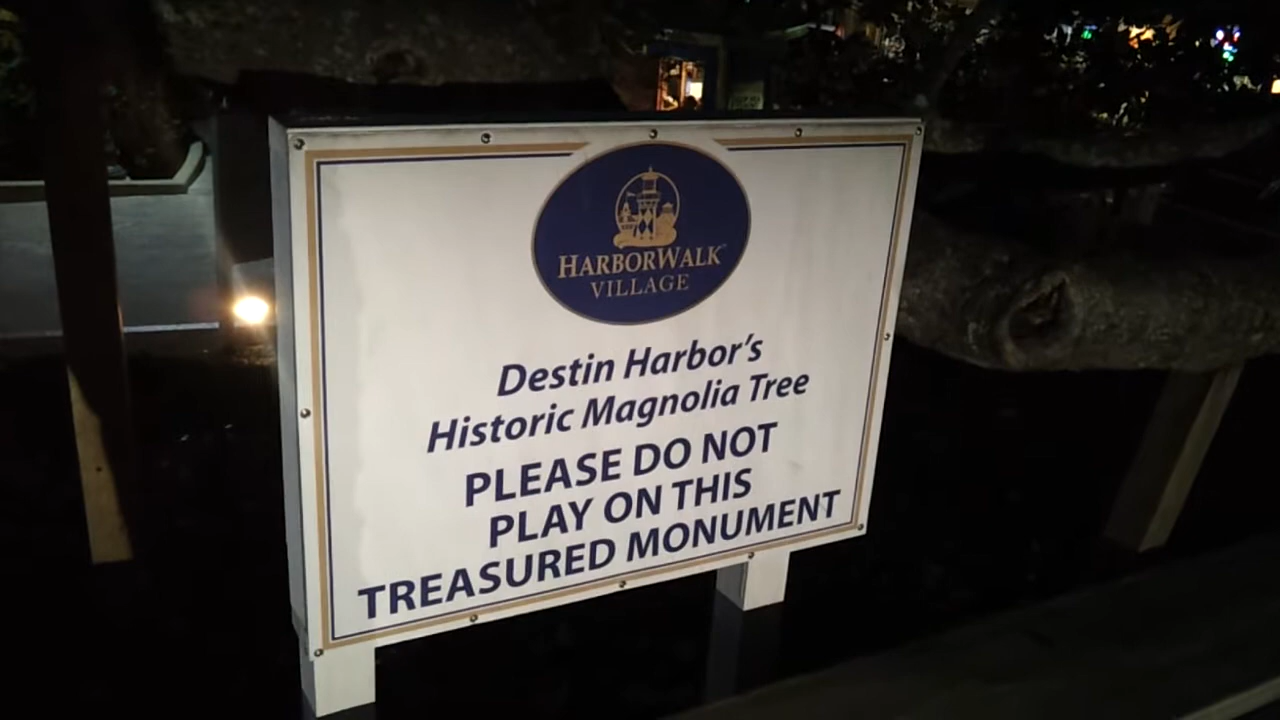 HARBORWALK
VILLAGE
Destin Harbor's
Historic Magnolia Tree
PLEASE DO NOT
PLAY ON THIS
TREASURED MONUMENT